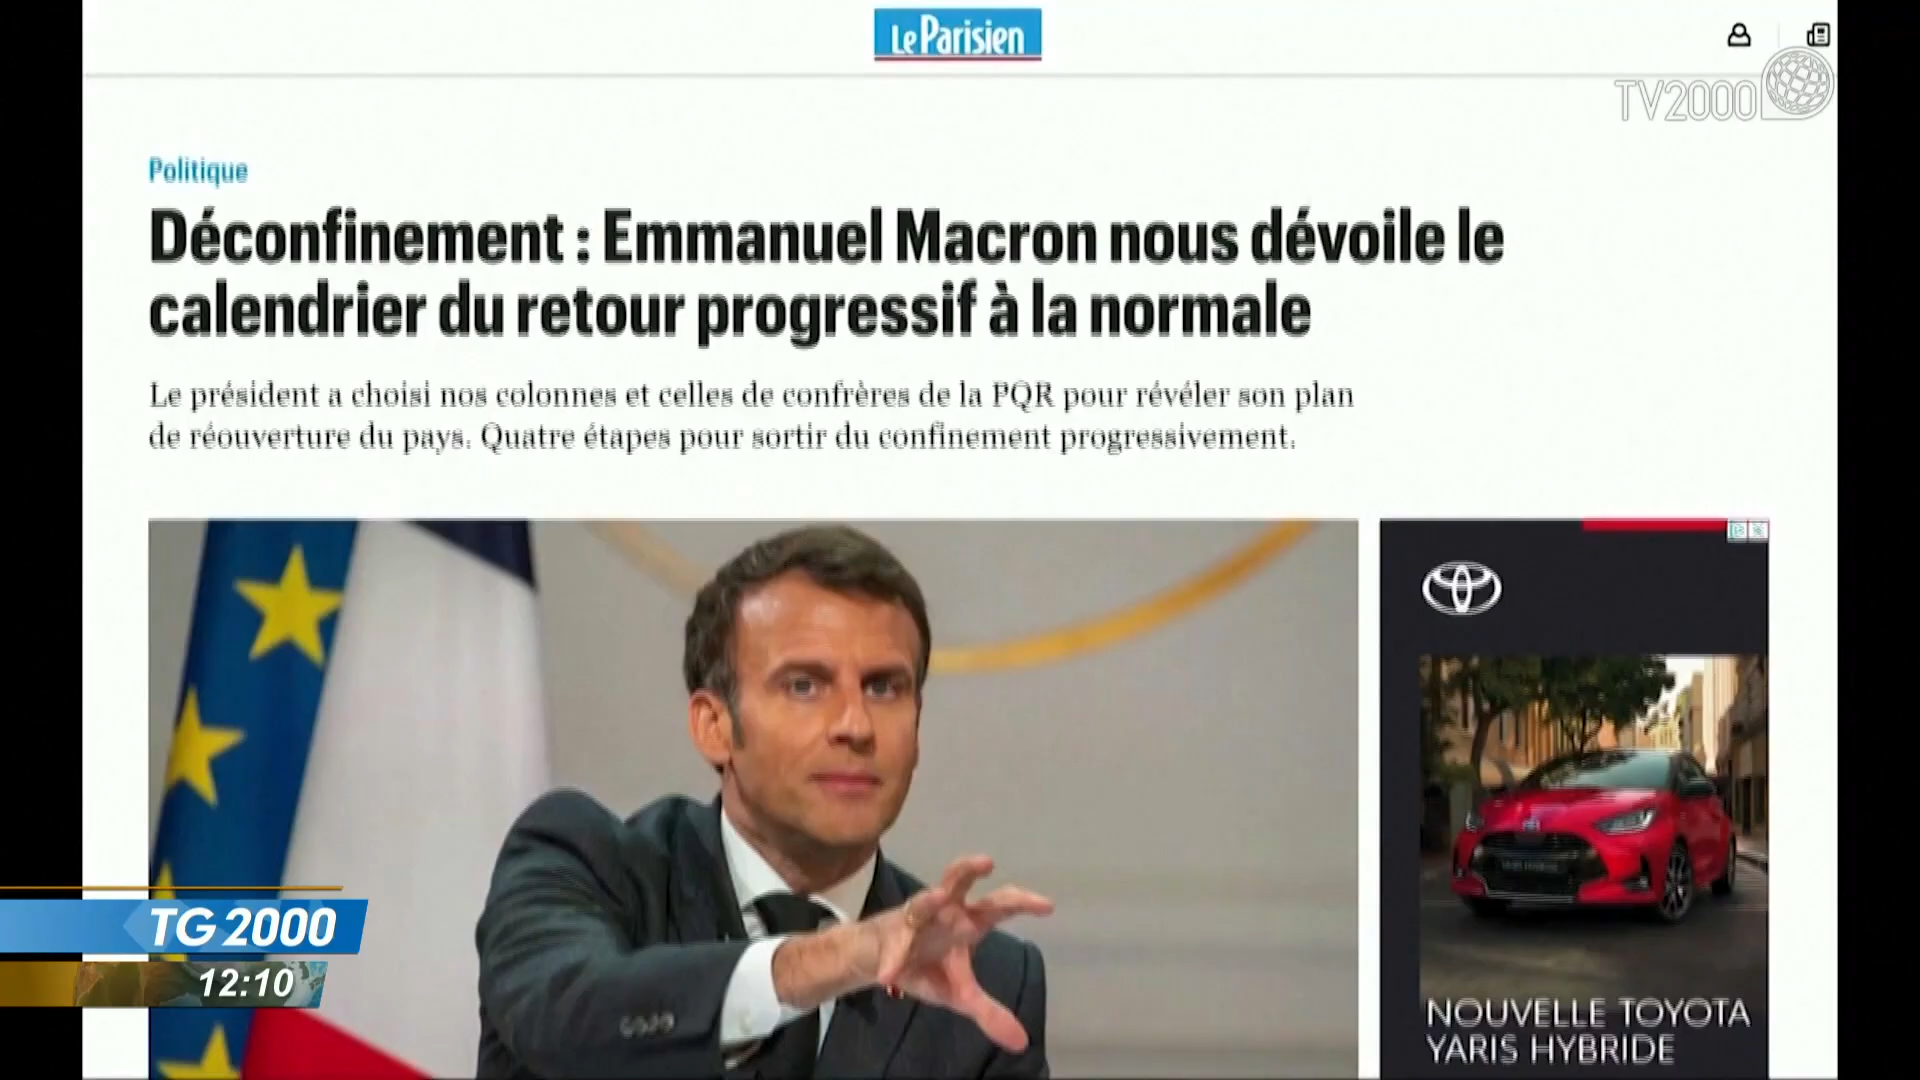 Le Parisien
TV2000
Politique
Déconfinement : Emmanuel Macron nous dévoile le
calendrier du retour progressif à la normale
Le président a choisi nos colonnes et celles de confrères de la PQR pour révéler son plan
de réouverture du pays. Quatre étapes pour sortir du confinement progressivement.
TG 2000
12:10
NOUVELLE TOYOTA
YARIS HYBRIDE